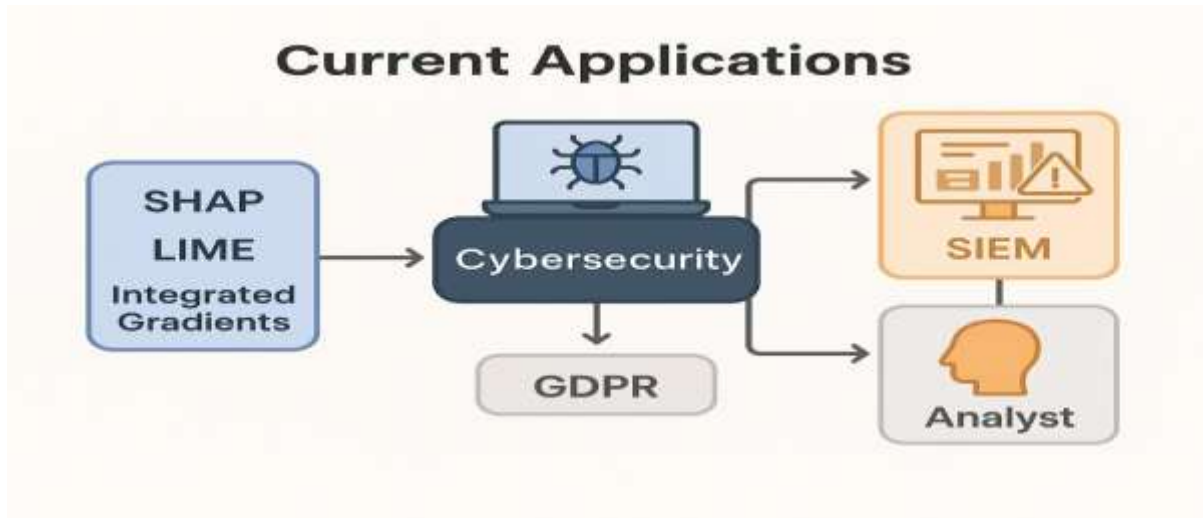 Current Applications
SHAP
LIME
Integrated
Gradients
Cybersecurity
GDPR
SIEM
Analyst